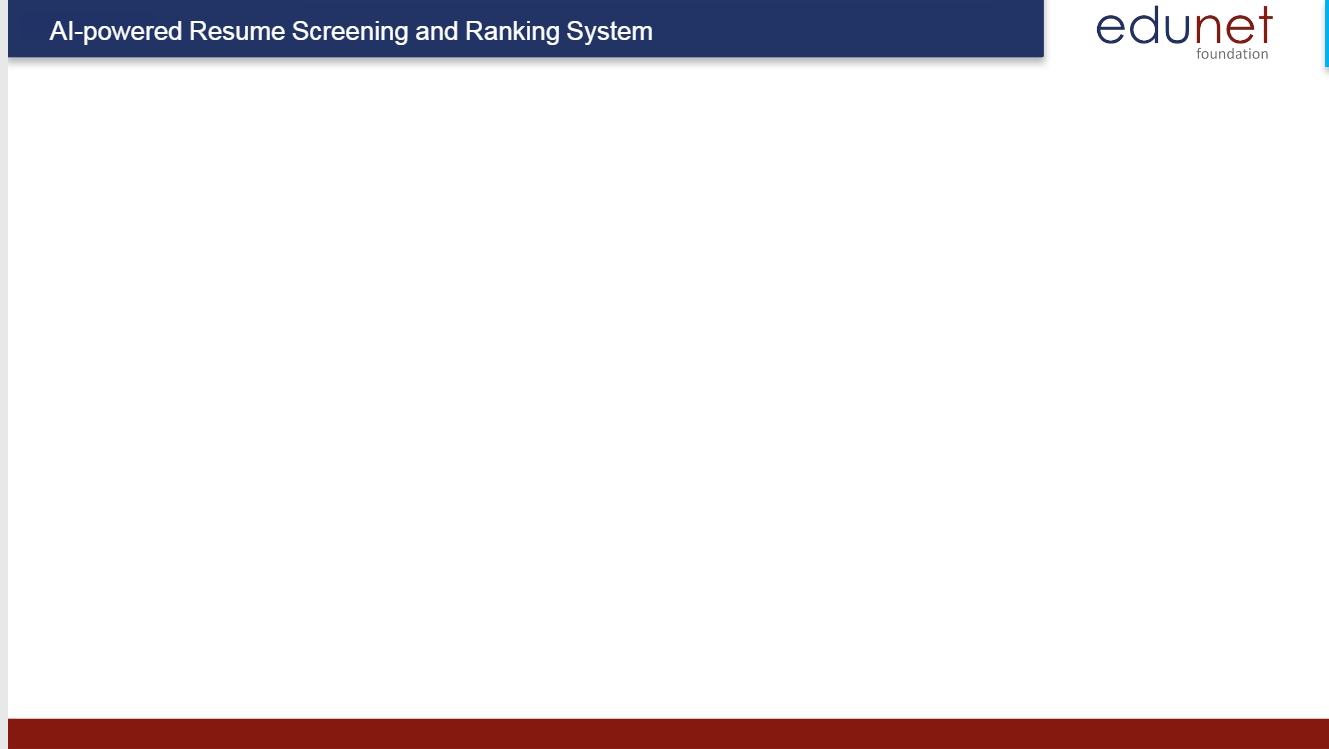 AI-powered Resume Screening and Ranking System
edunet
foundation